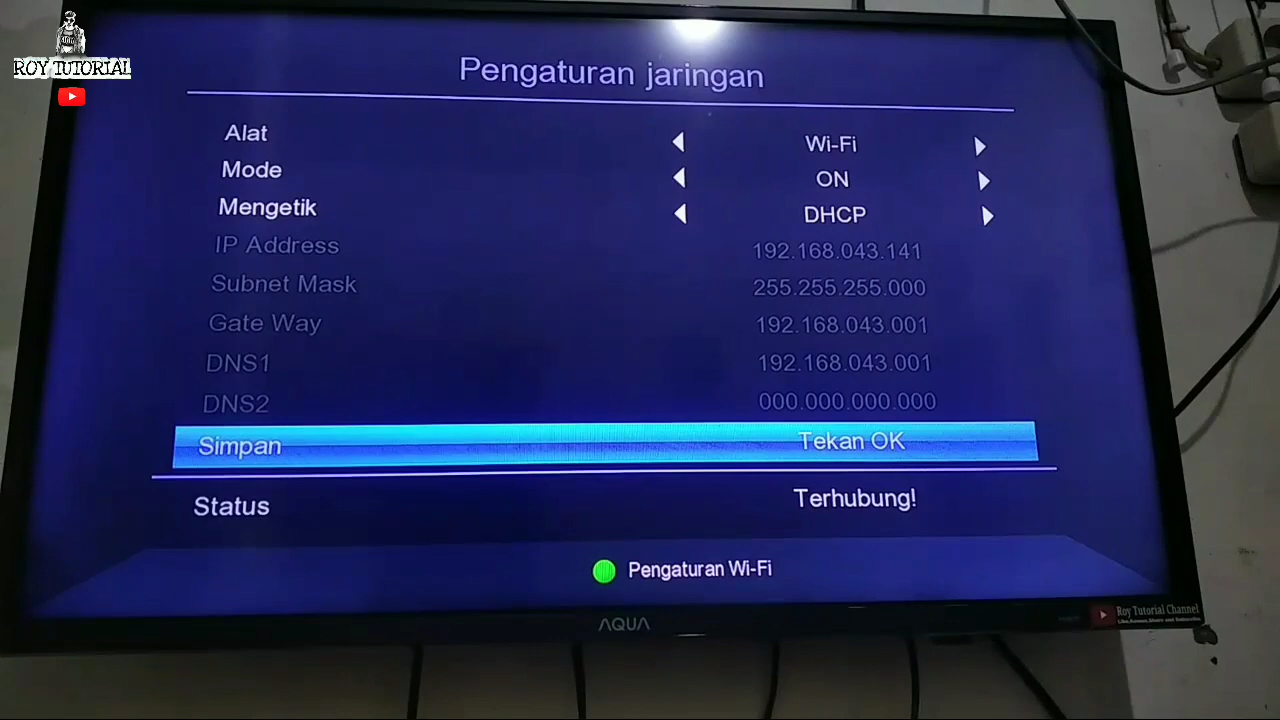 ROY TUTORIAL
Pengaturan jaringan
Alat Wi-Fi
Mode ON
Mengetik DHCP
IP Address 192.168.043.141
Subnet Mask 255.255.255.000
Gate Way 192.168.043.001
DNS1 192.168.043.001
DNS2 000.000.000.000
Simpan Tekan OK
Status Terhubung!
Pengaturan Wi-Fi
AQUA
Roy Tutorial Channel